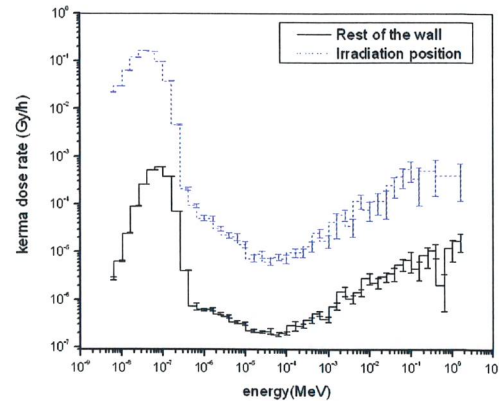 kerma dose rate (Gy/h)
10⁰
10⁻¹
10⁻²
10⁻³
10⁻⁴
10⁻⁵
10⁻⁶
10⁻⁷
Rest of the wall
Irradiation position
10⁻⁹ 10⁻⁸ 10⁻⁷ 10⁻⁶ 10⁻⁵ 10⁻⁴ 10⁻³ 10⁻² 10⁻¹ 10⁰ 10
energy(MeV)